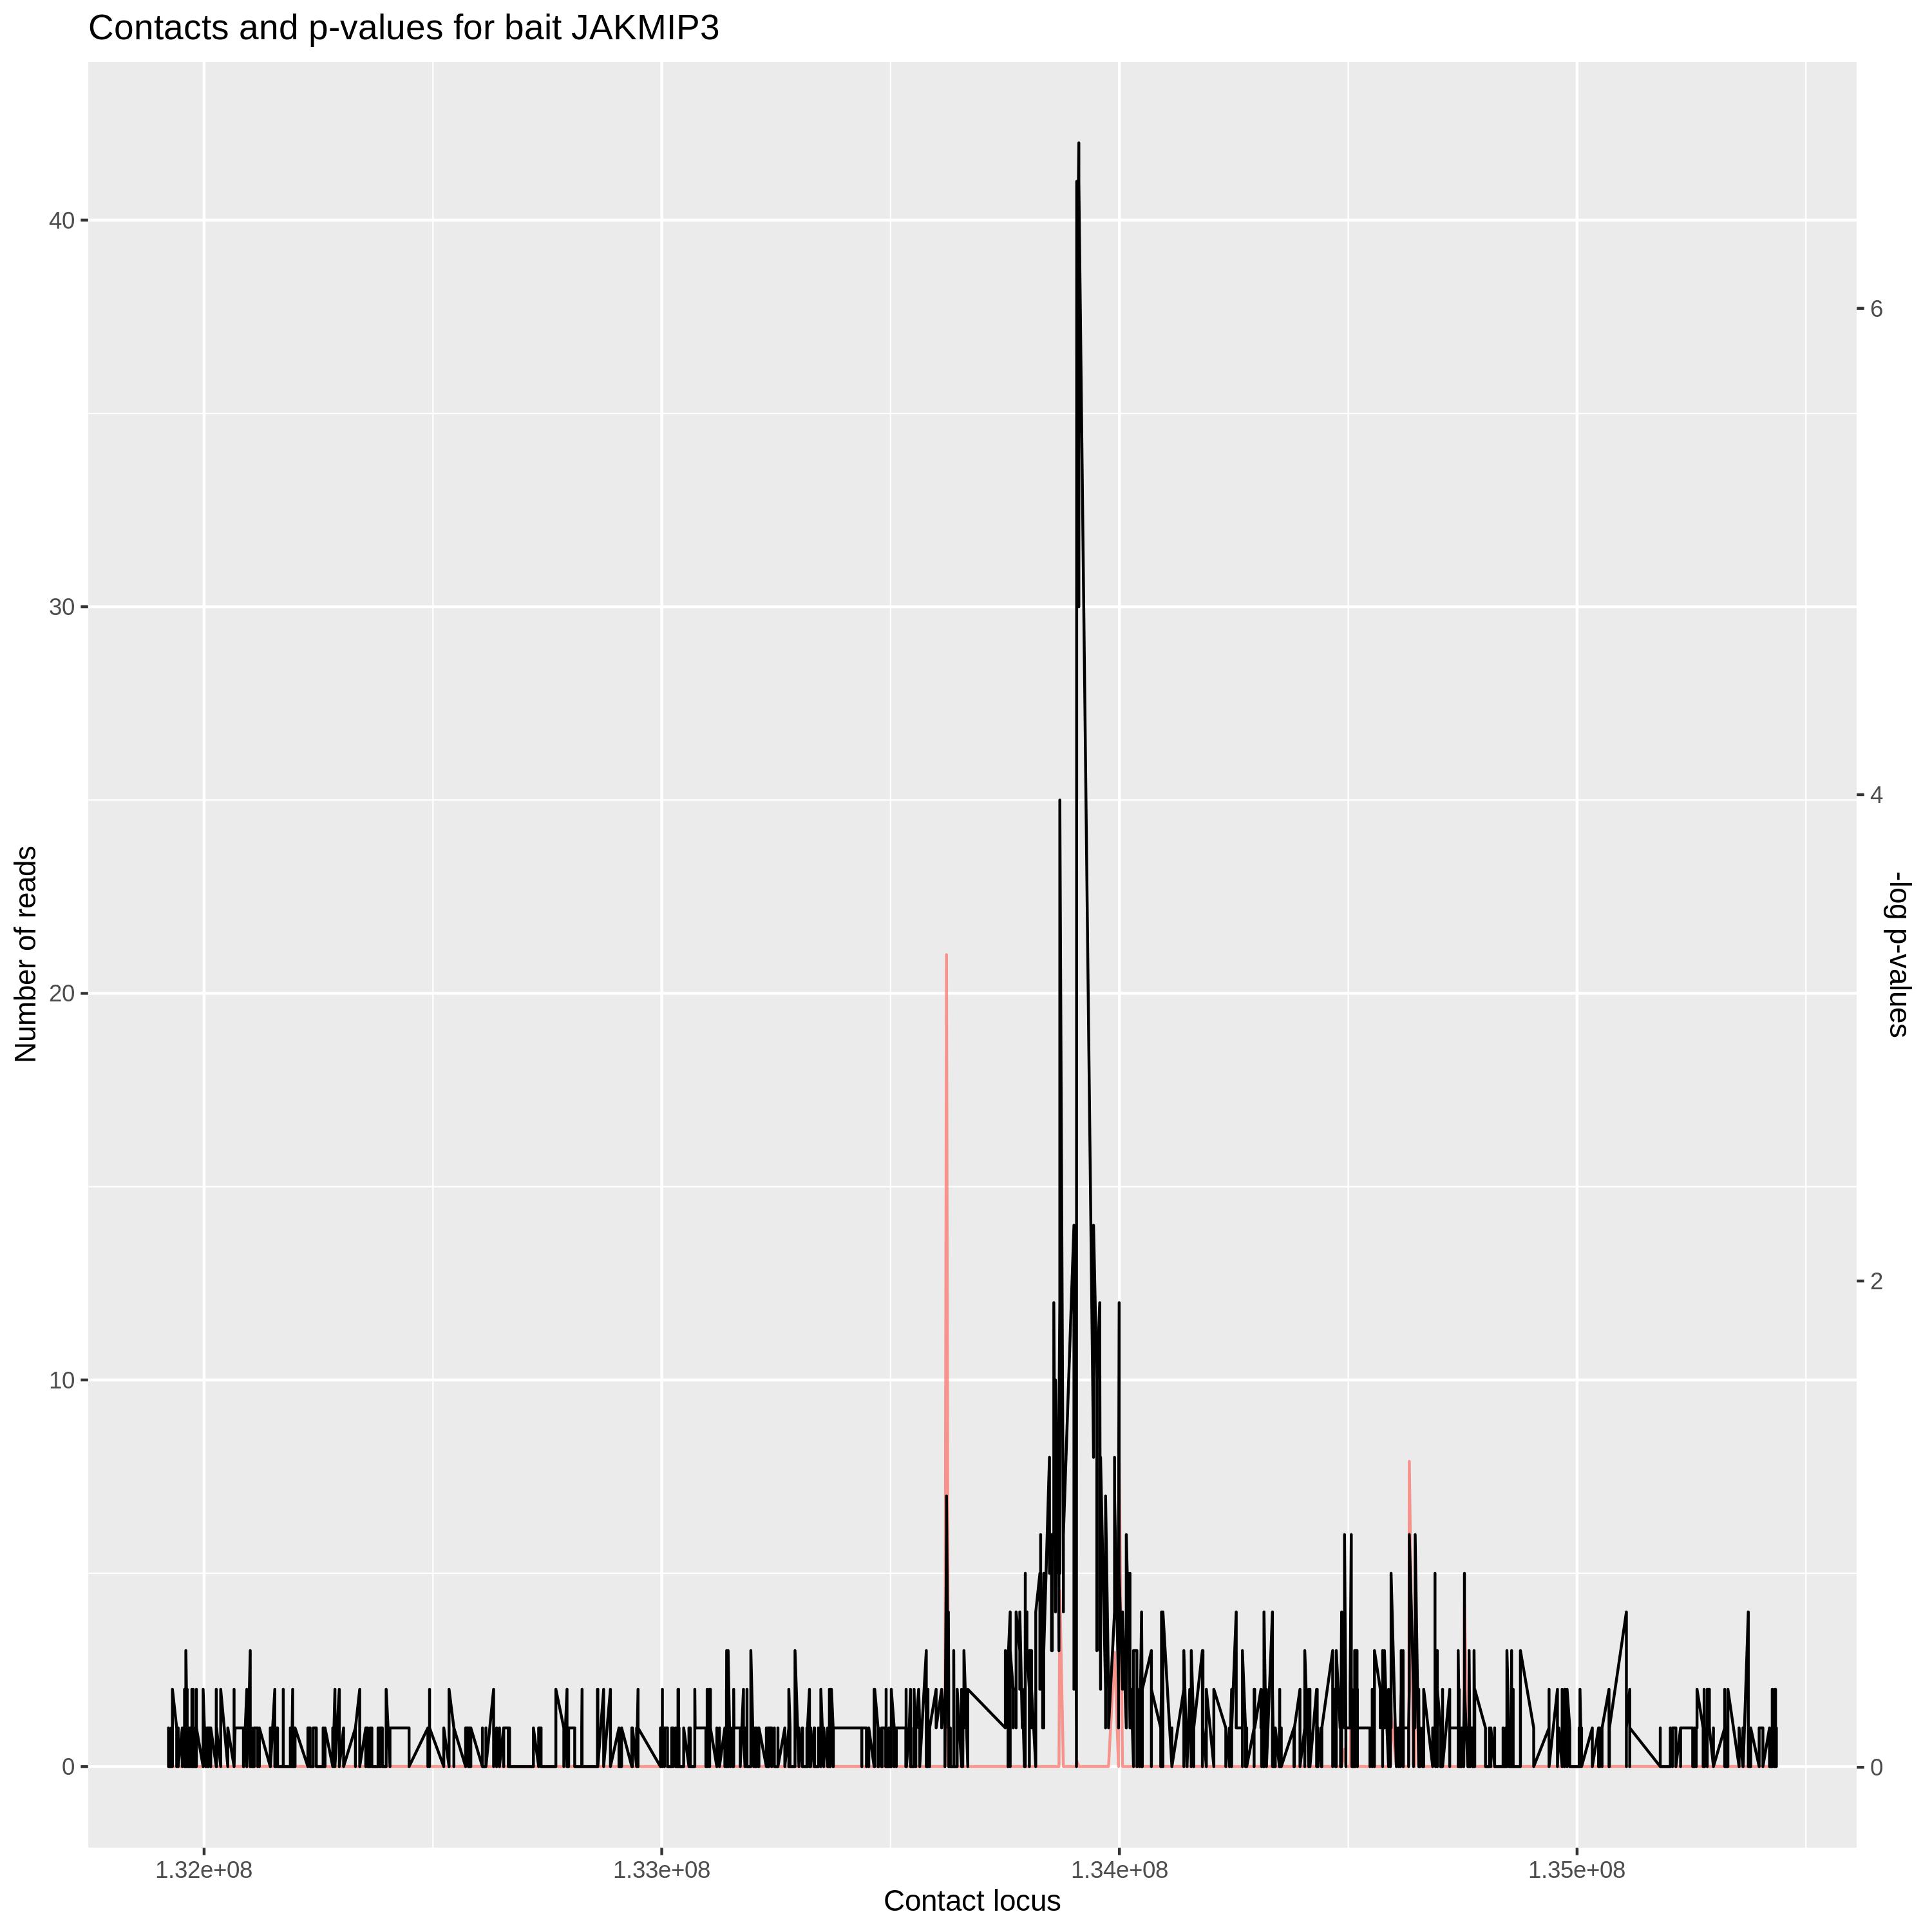 Contacts and p-values for bait JAKMIP3
40
30
20
10
0
Number of reads
6
4
2
0
-log p-values
1.32e+08
1.33e+08
1.34e+08
1.35e+08
Contact locus